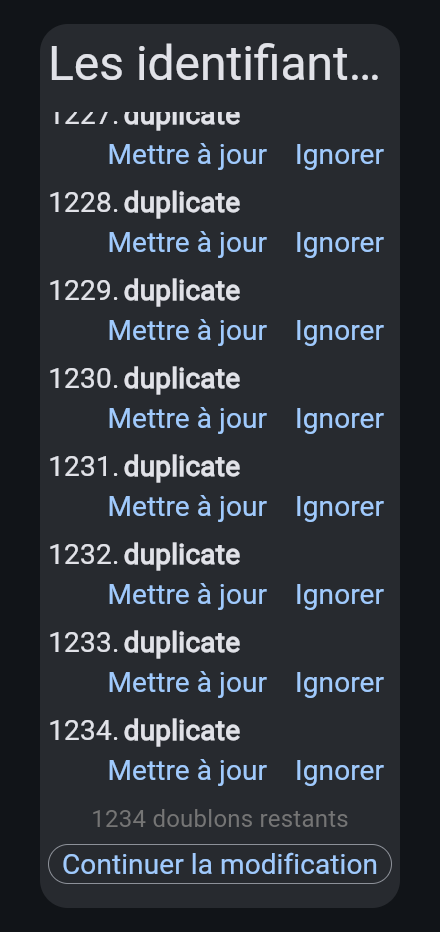 Les identifiant...
1227. duplicate
Mettre à jour Ignorer
1228. duplicate
Mettre à jour Ignorer
1229. duplicate
Mettre à jour Ignorer
1230. duplicate
Mettre à jour Ignorer
1231. duplicate
Mettre à jour Ignorer
1232. duplicate
Mettre à jour Ignorer
1233. duplicate
Mettre à jour Ignorer
1234. duplicate
Mettre à jour Ignorer
1234 doublons restants
Continuer la modification